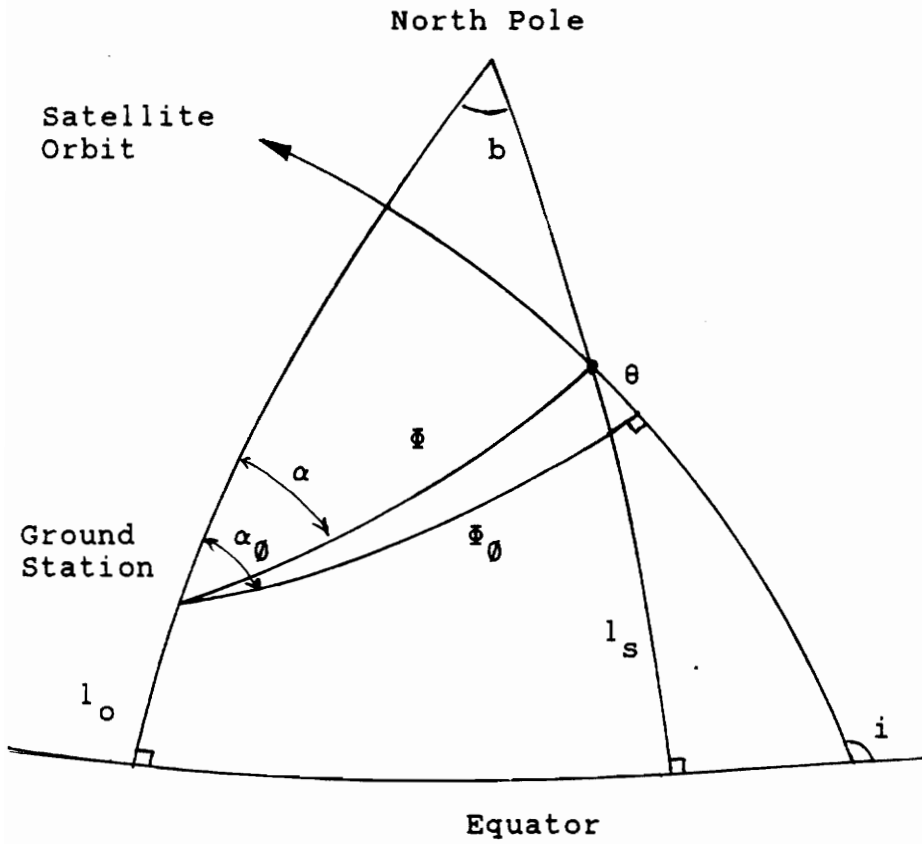 North Pole
Satellite
Orbit
b
θ
Φ
α
Ground
Station
α∅
Φ∅
l s
l o
i
Equator